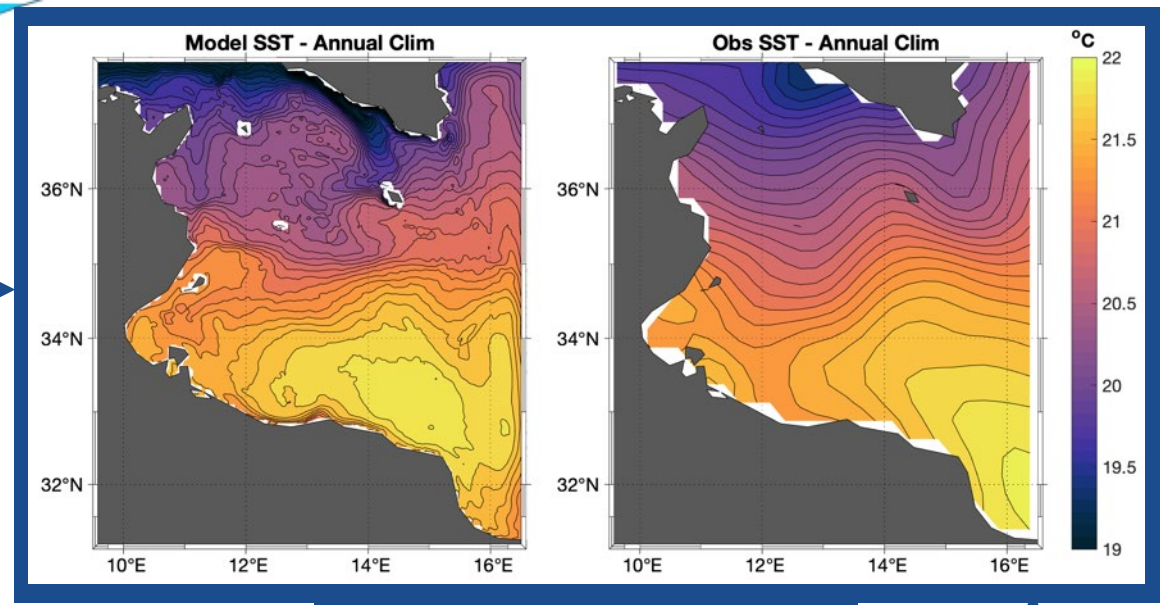 Model SST - Annual Clim
Obs SST - Annual Clim
°C
36°N
34°N
32°N
10°E
12°E
14°E
16°E
36°N
34°N
32°N
10°E
12°E
14°E
16°E
22
21.5
21
20.5
20
19.5
19